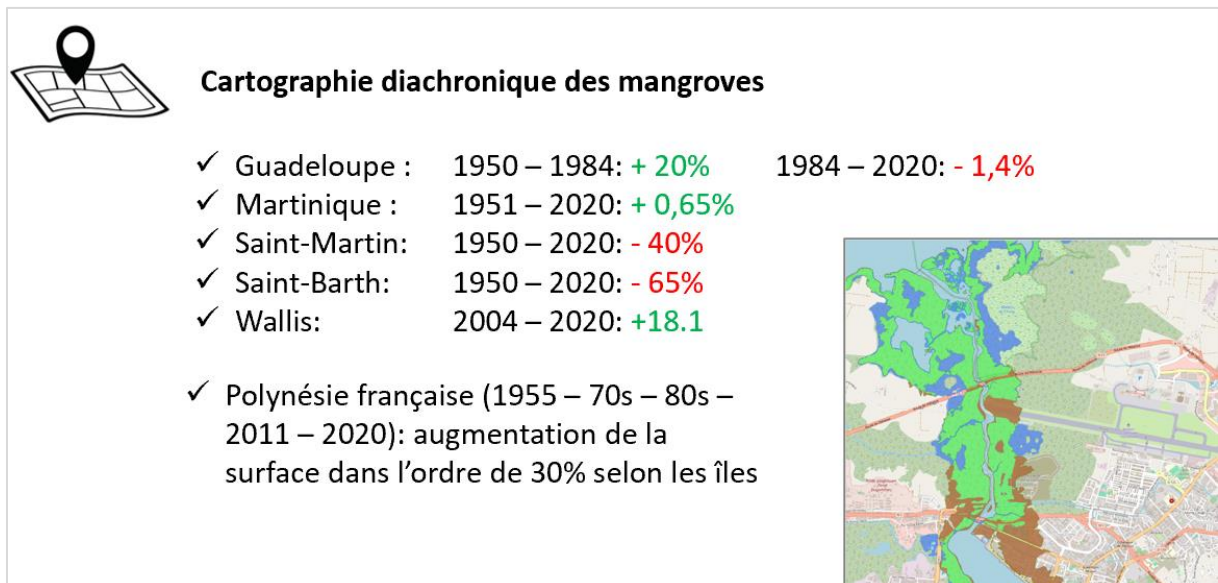 Cartographie diachronique des mangroves
✓ Guadeloupe : 1950 – 1984: + 20% 1984 – 2020: - 1,4%
✓ Martinique : 1951 – 2020: + 0,65%
✓ Saint-Martin: 1950 – 2020: - 40%
✓ Saint-Barth: 1950 – 2020: - 65%
✓ Wallis: 2004 – 2020: +18.1
✓ Polynésie française (1955 – 70s – 80s –
2011 – 2020): augmentation de la
surface dans l’ordre de 30% selon les îles